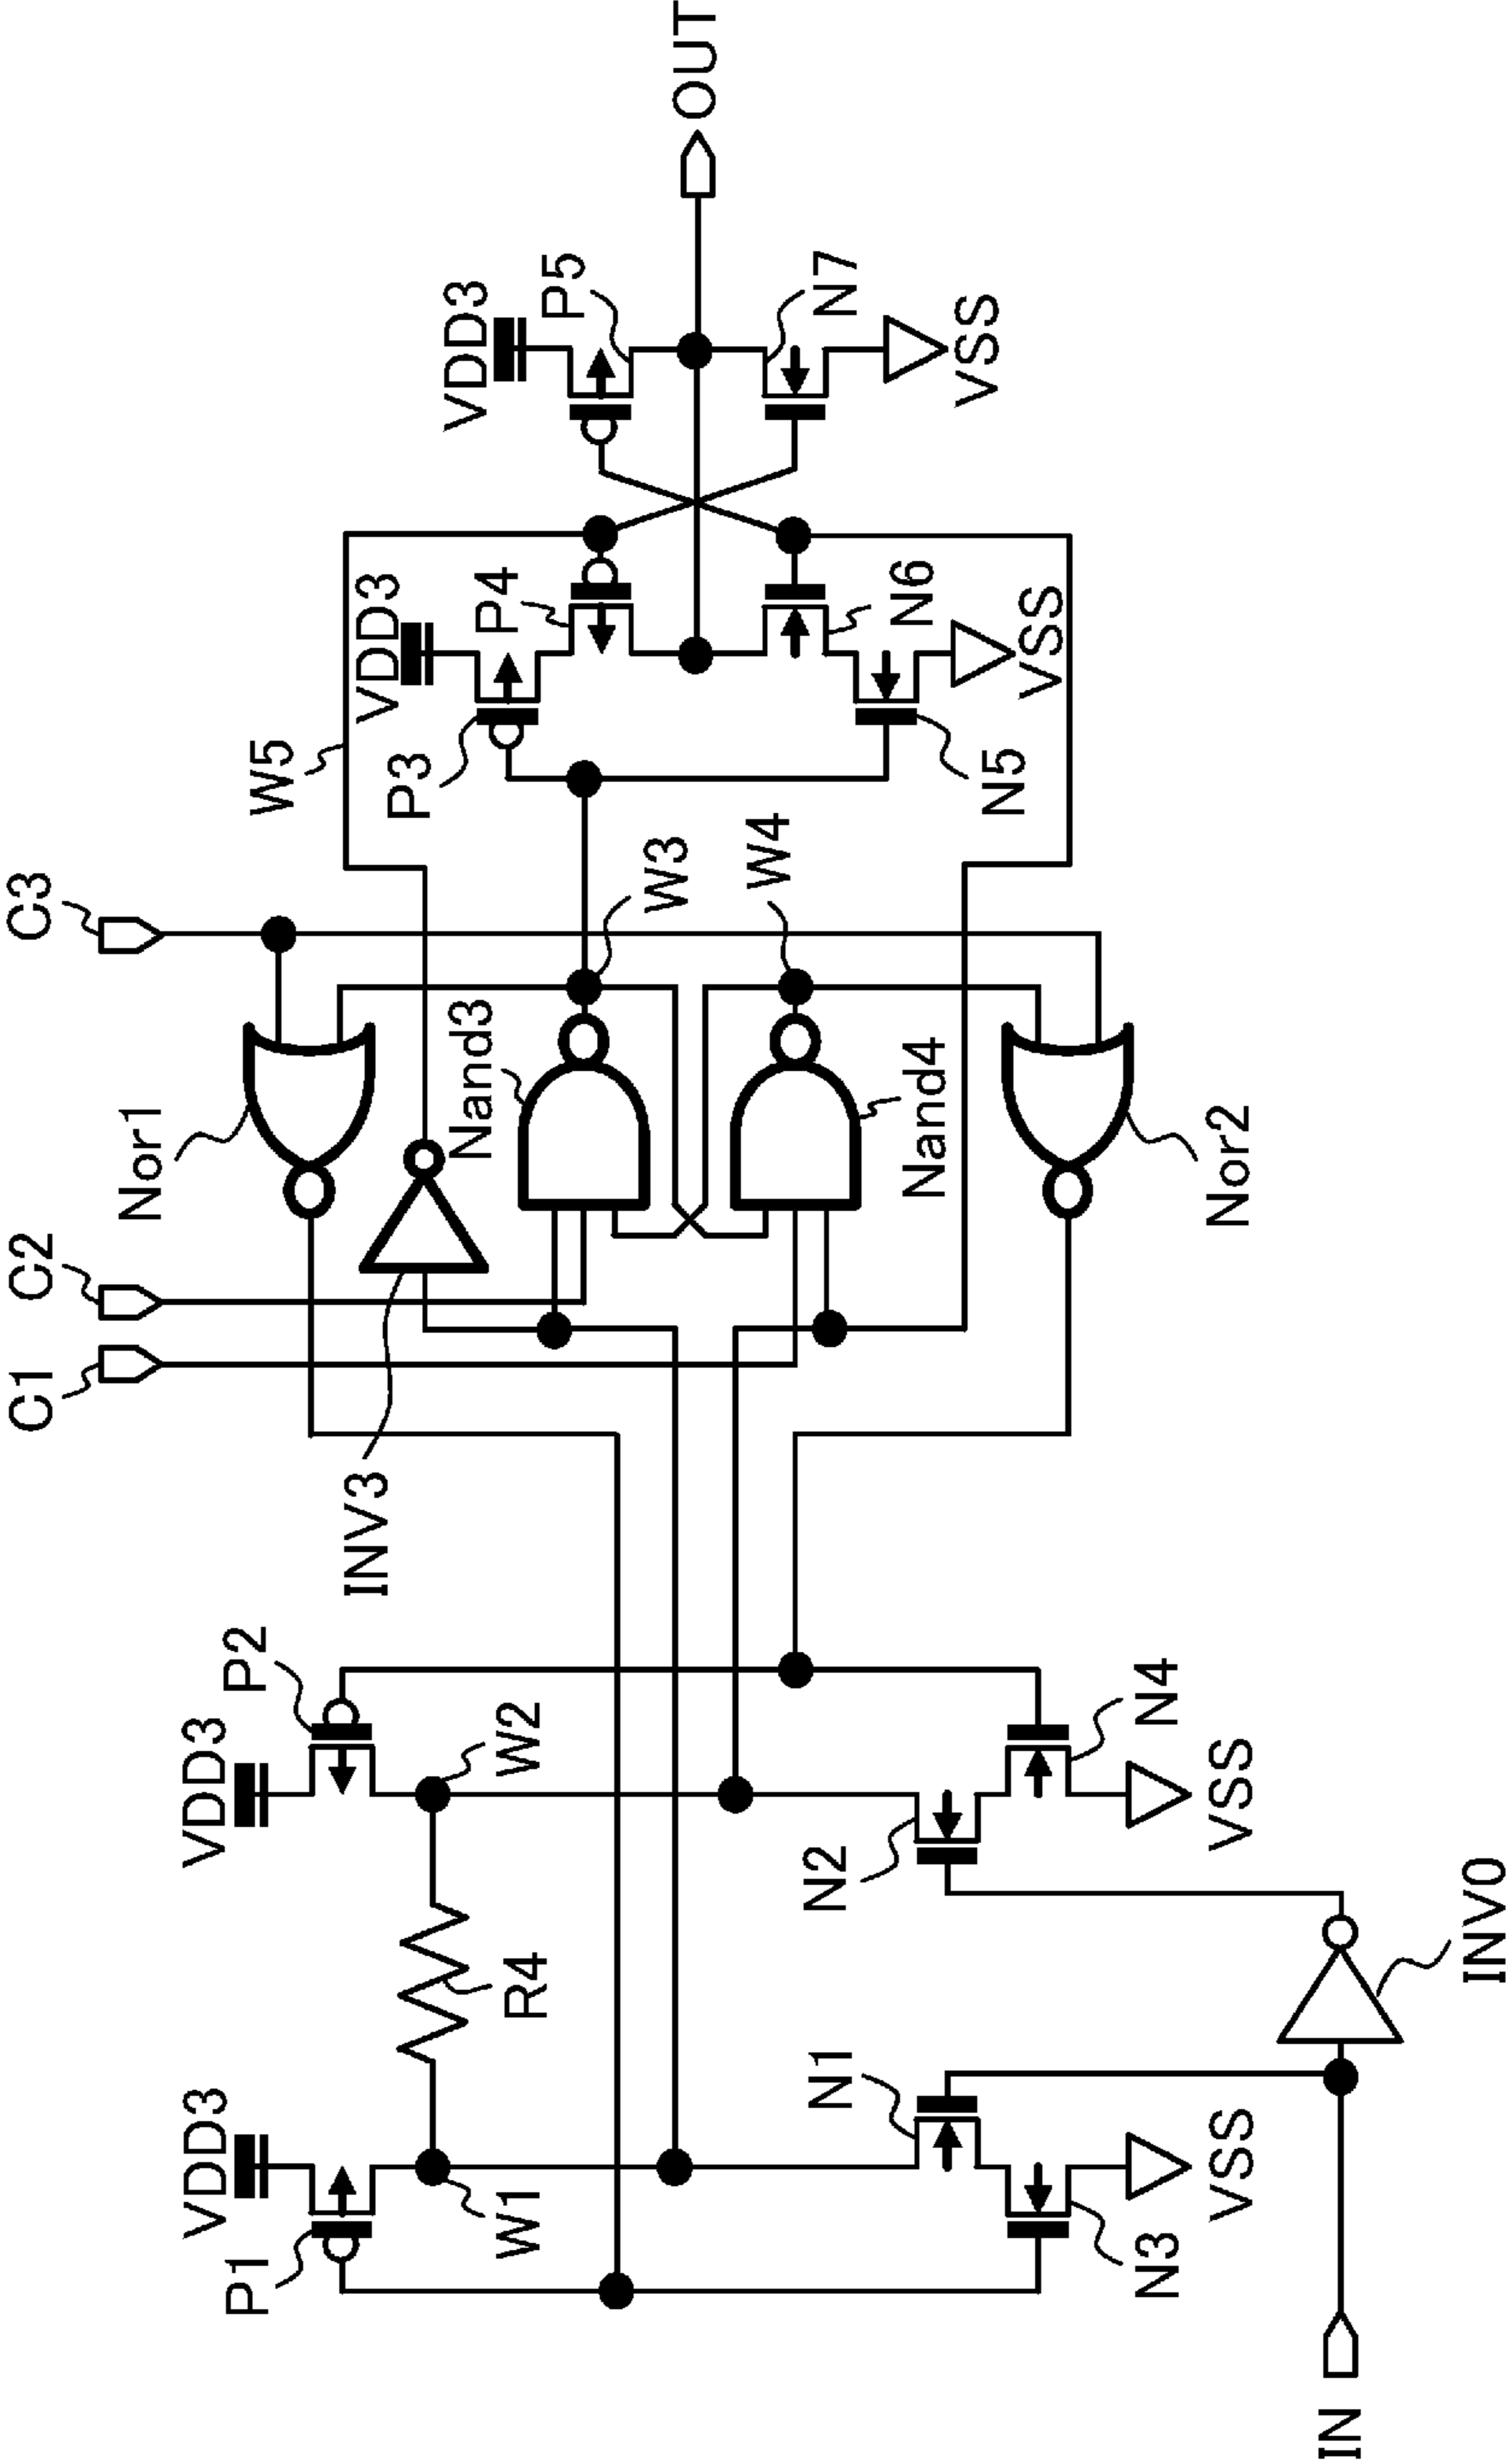 C1
C2
C3
Nor1
W5
VDD3
VDD3
P5
OUT
VDD3
VDD3
P1
P2
INV3
Nand3
P3
P4
W1
R4
W2
W3
W4
N7
VSS
N1
N2
Nand4
N5
N6
VSS
N3
VSS
N4
VSS
Nor2
IN
INV0